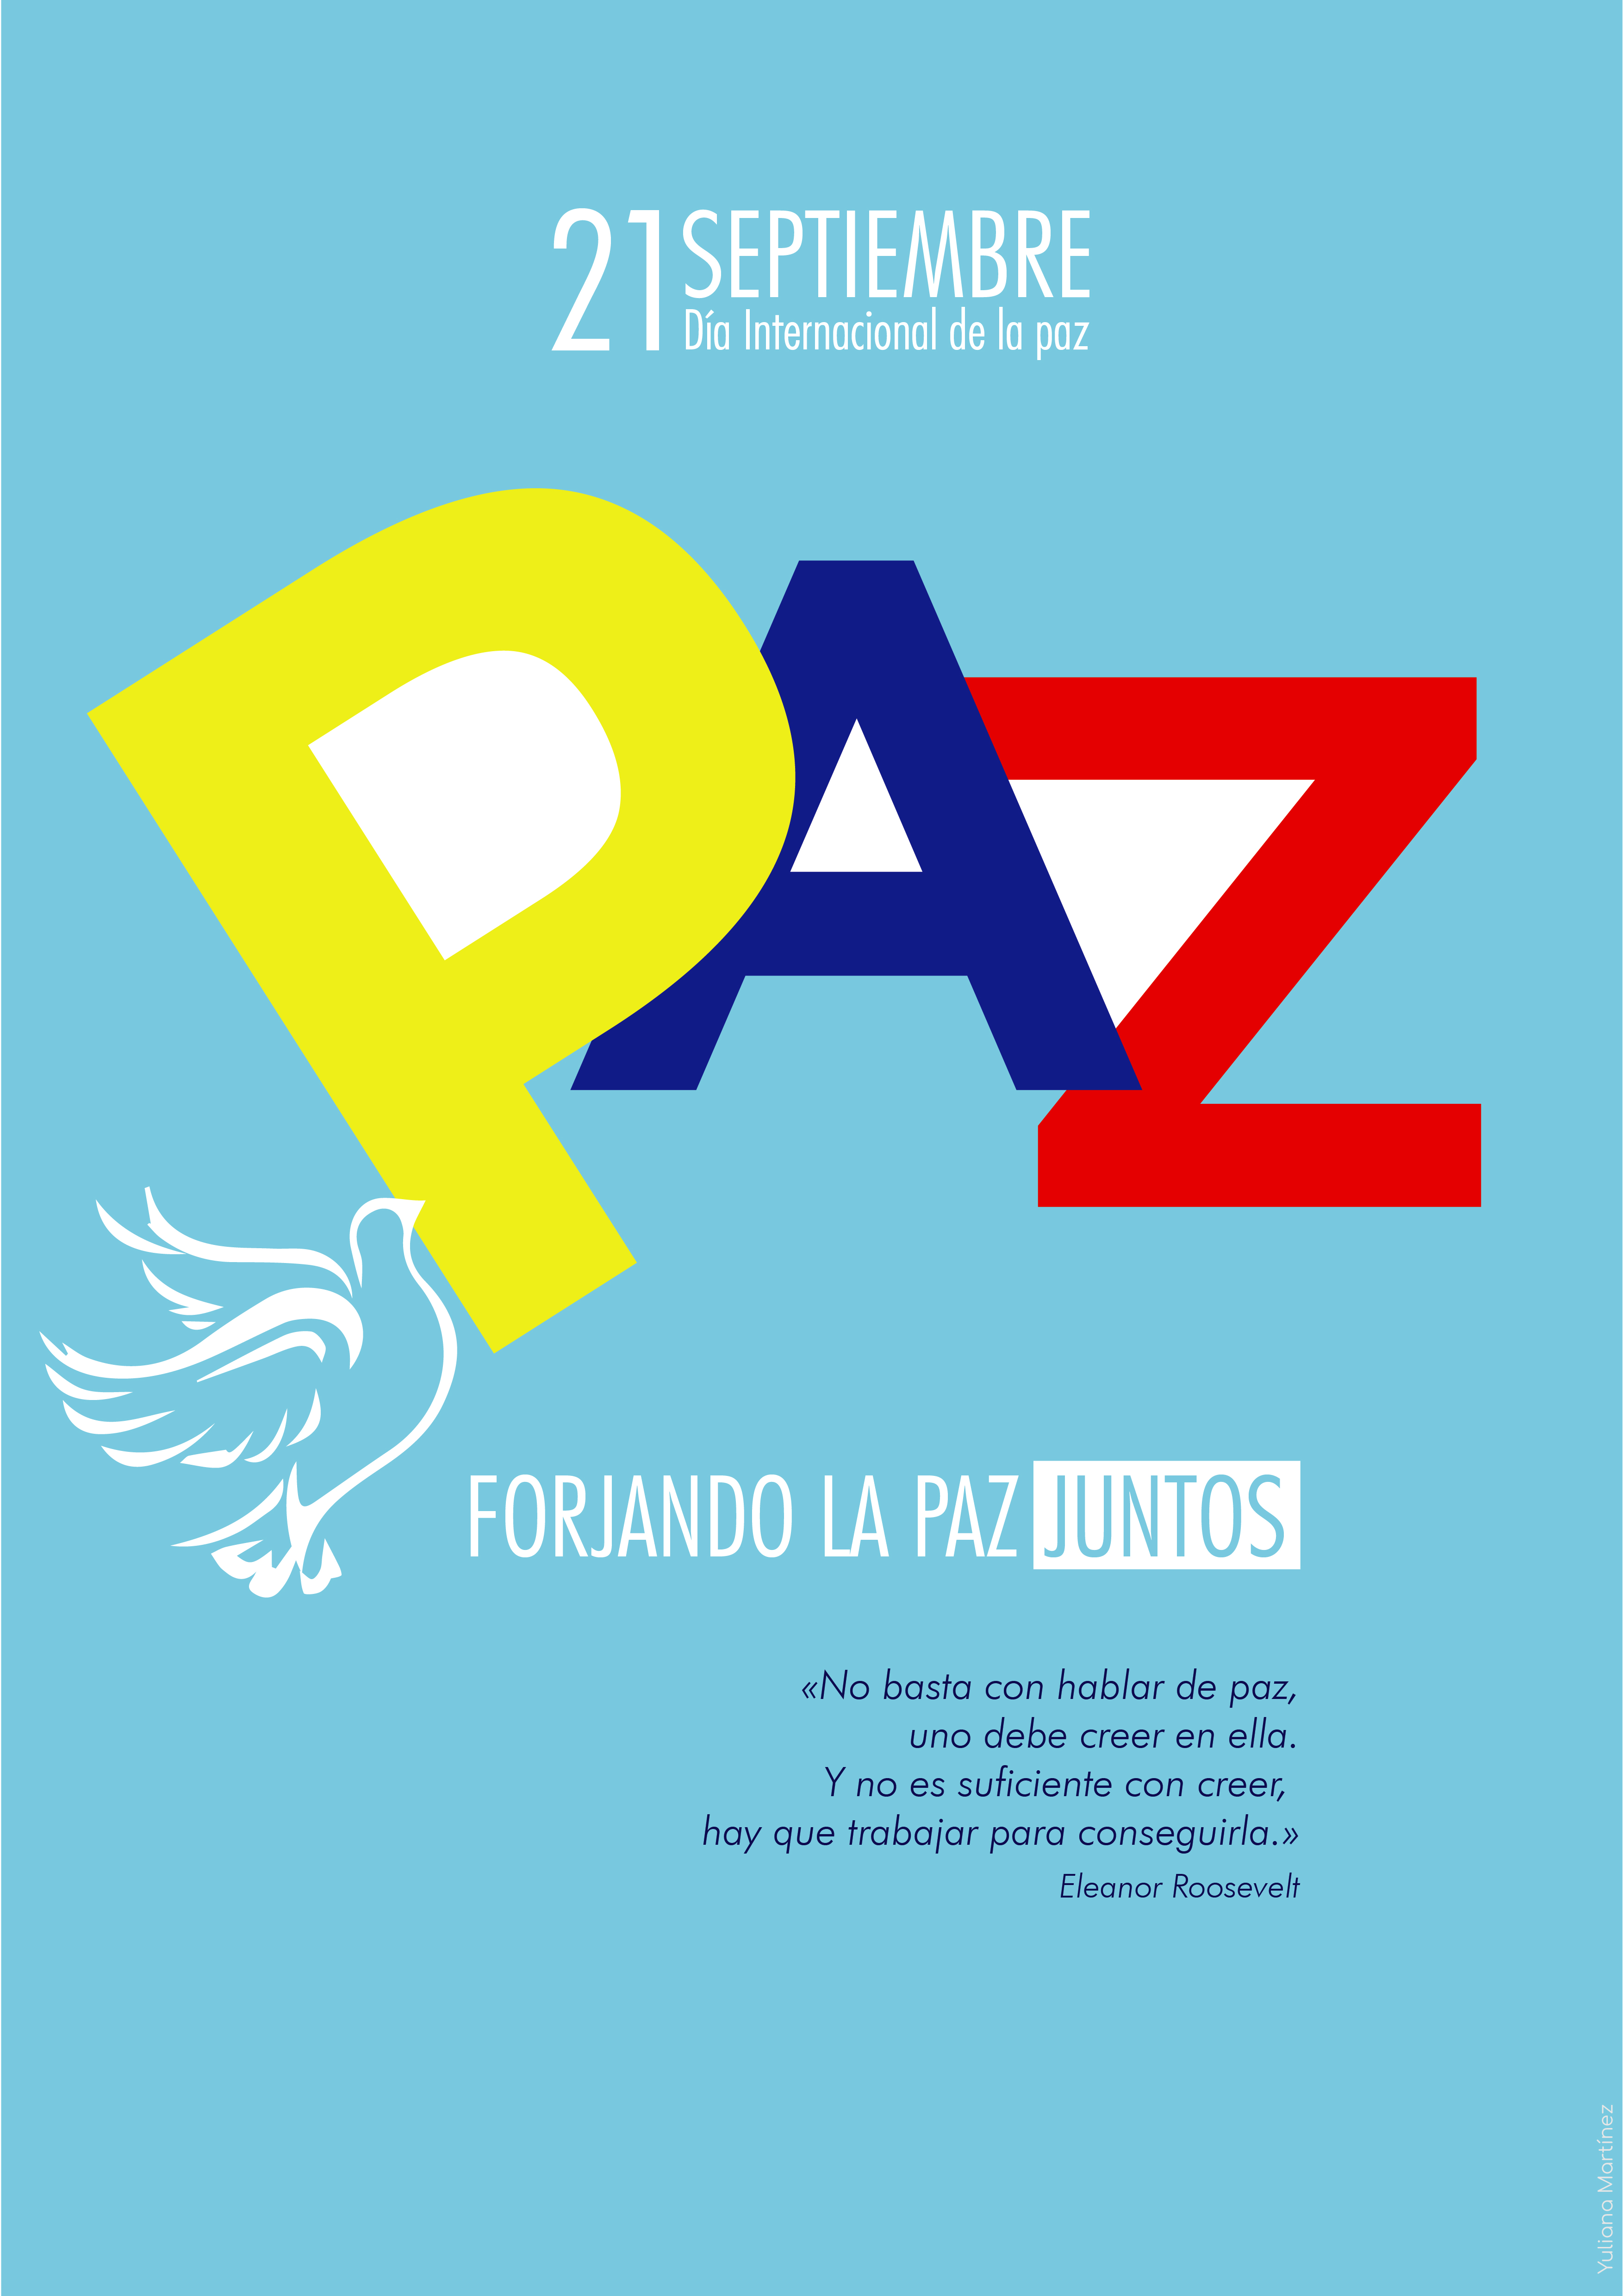 21 SEPTIEMBRE
Día Internacional de la paz
PAZ
FORJANDO LA PAZ JUNTOS
«No basta con hablar de paz,
uno debe creer en ella.
Y no es suficiente con creer,
hay que trabajar para conseguirla.»
Eleanor Roosevelt
Yuliana Martínez